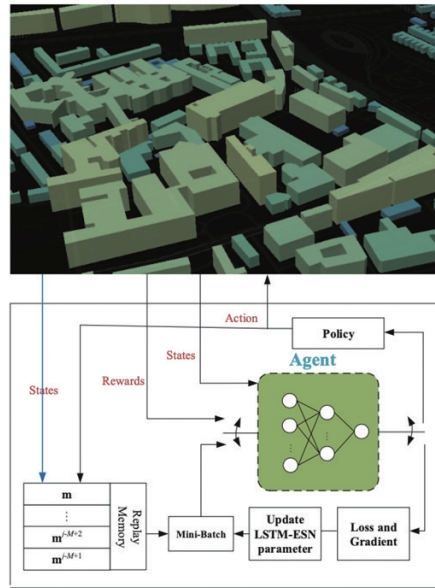 Action
Policy
Agent
States
Rewards
States
m
⋮
m^{j-M+2}
m^{j-M+1}
Replay
Memory
Mini-Batch
Update
LSTM-ESN
parameter
Loss and
Gradient